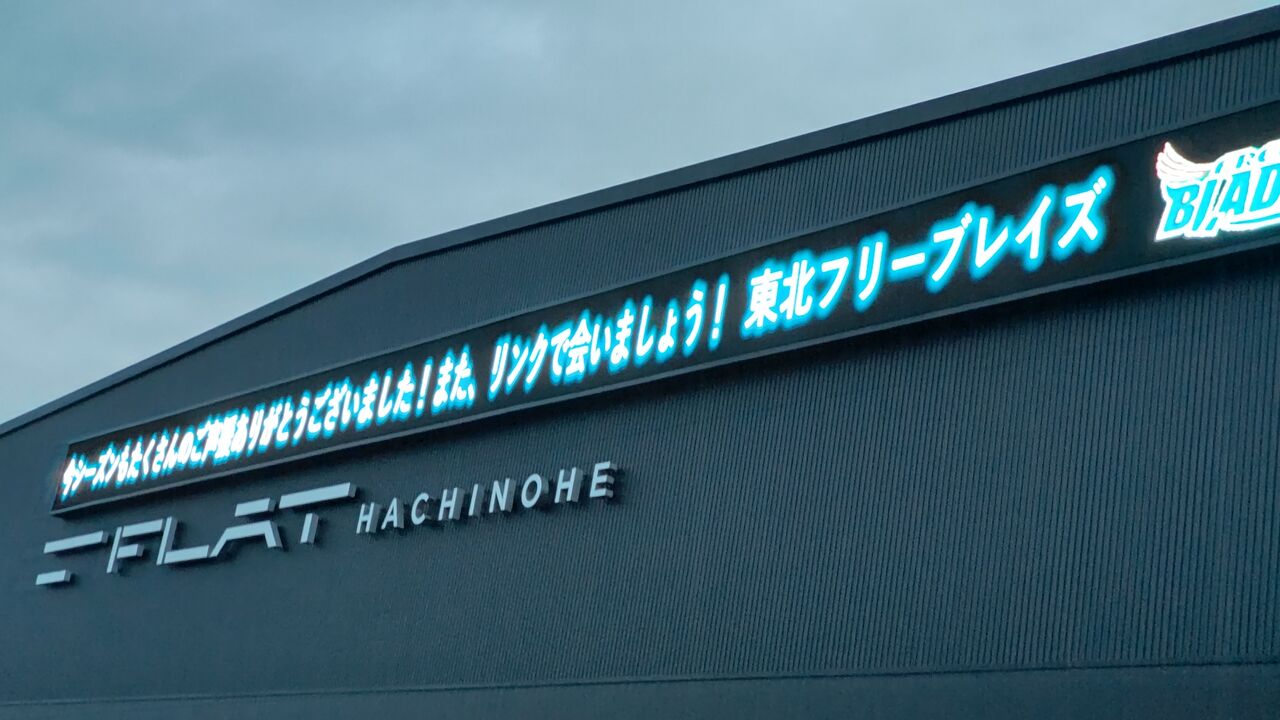 今シーズンもたくさんのご声援ありがとうございました！また、リンクで会いましょう！ 東北フリーブレイズ
BLAD
FLAT HACHINOHE